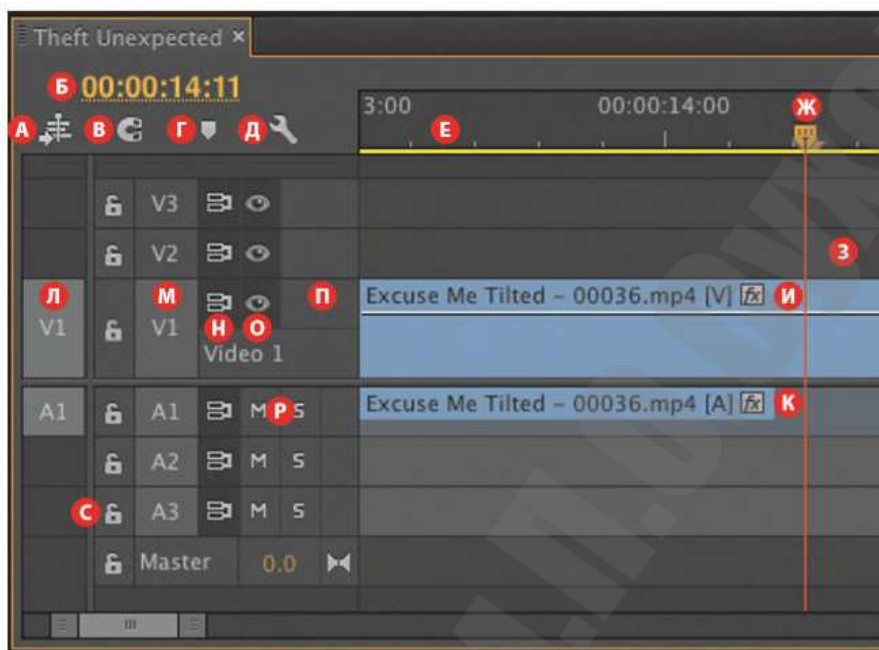 Theft Unexpected ×
Б 00:00:14:11
3:00 00:00:14:00 Ж
А В Г Д Е
V3
V2 З
Л М П Excuse Me Tilted – 00036.mp4 [V] fx И
V1 V1 Н О
Video 1
A1 A1 M Р S Excuse Me Tilted – 00036.mp4 [A] fx К
A2 M S
С A3 M S
Master 0.0